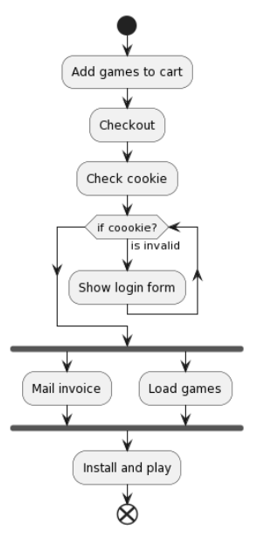 Add games to cart
Checkout
Check cookie
if coookie?
is invalid
Show login form
Mail invoice
Load games
Install and play